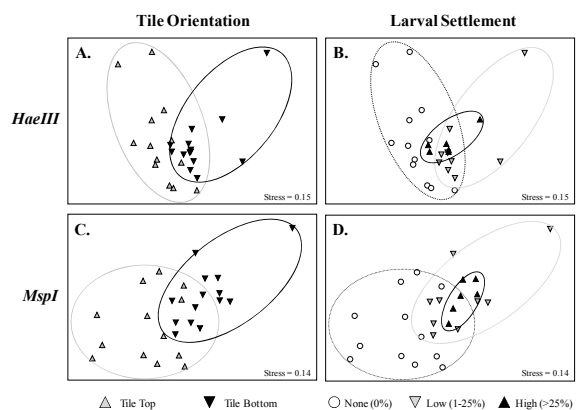 Tile Orientation Larval Settlement
A. B.
HaeIII
Stress = 0.15 Stress = 0.15
C. D.
MspI
Stress = 0.14 Stress = 0.14
Tile Top Tile Bottom None (0%) Low (1-25%) High (>25%)